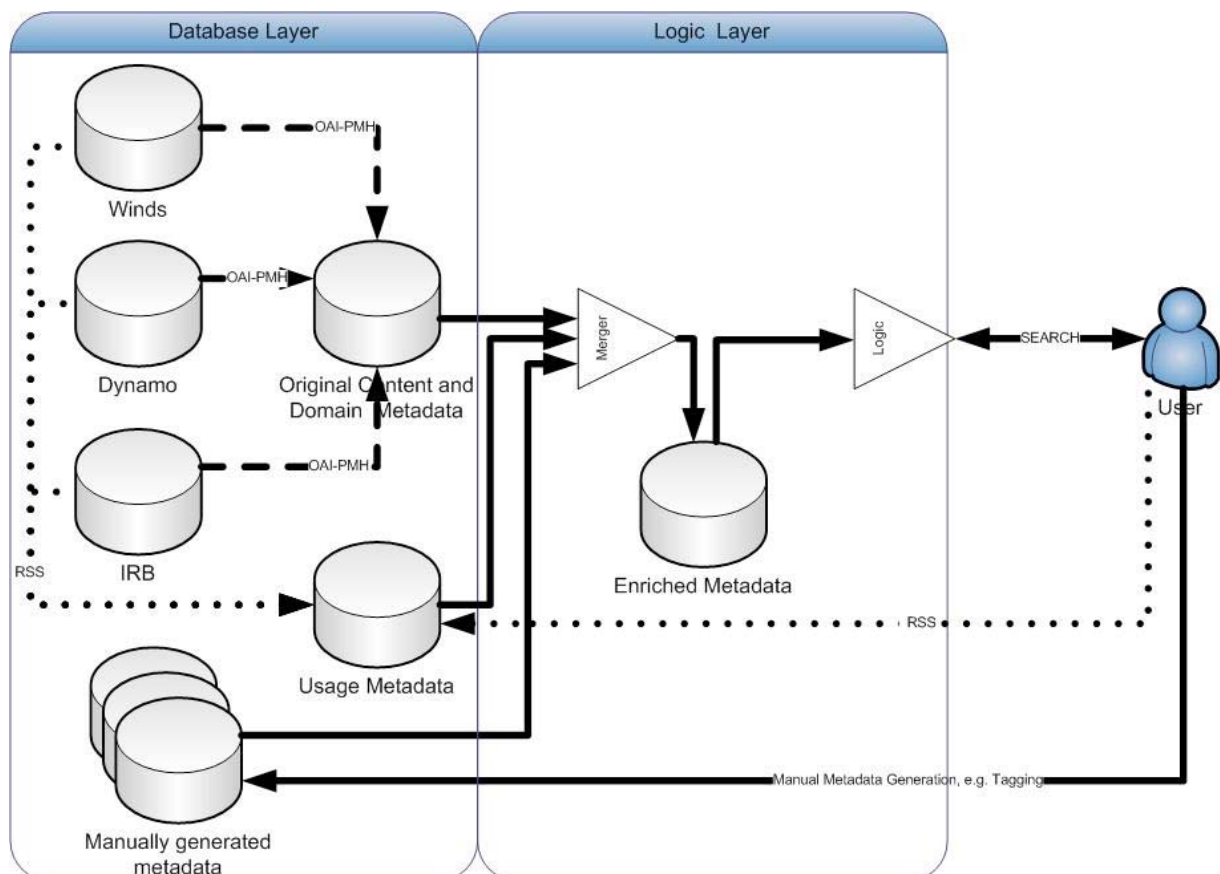 Database Layer
Logic Layer
Winds
OAI-PMH
Dynamo
OAI-PMH
Original Content and
Domain Metadata
IRB
OAI-PMH
RSS
Usage Metadata
Manually generated
metadata
Merger
Enriched Metadata
Logic
SEARCH
User
RSS
Manual Metadata Generation, e.g. Tagging